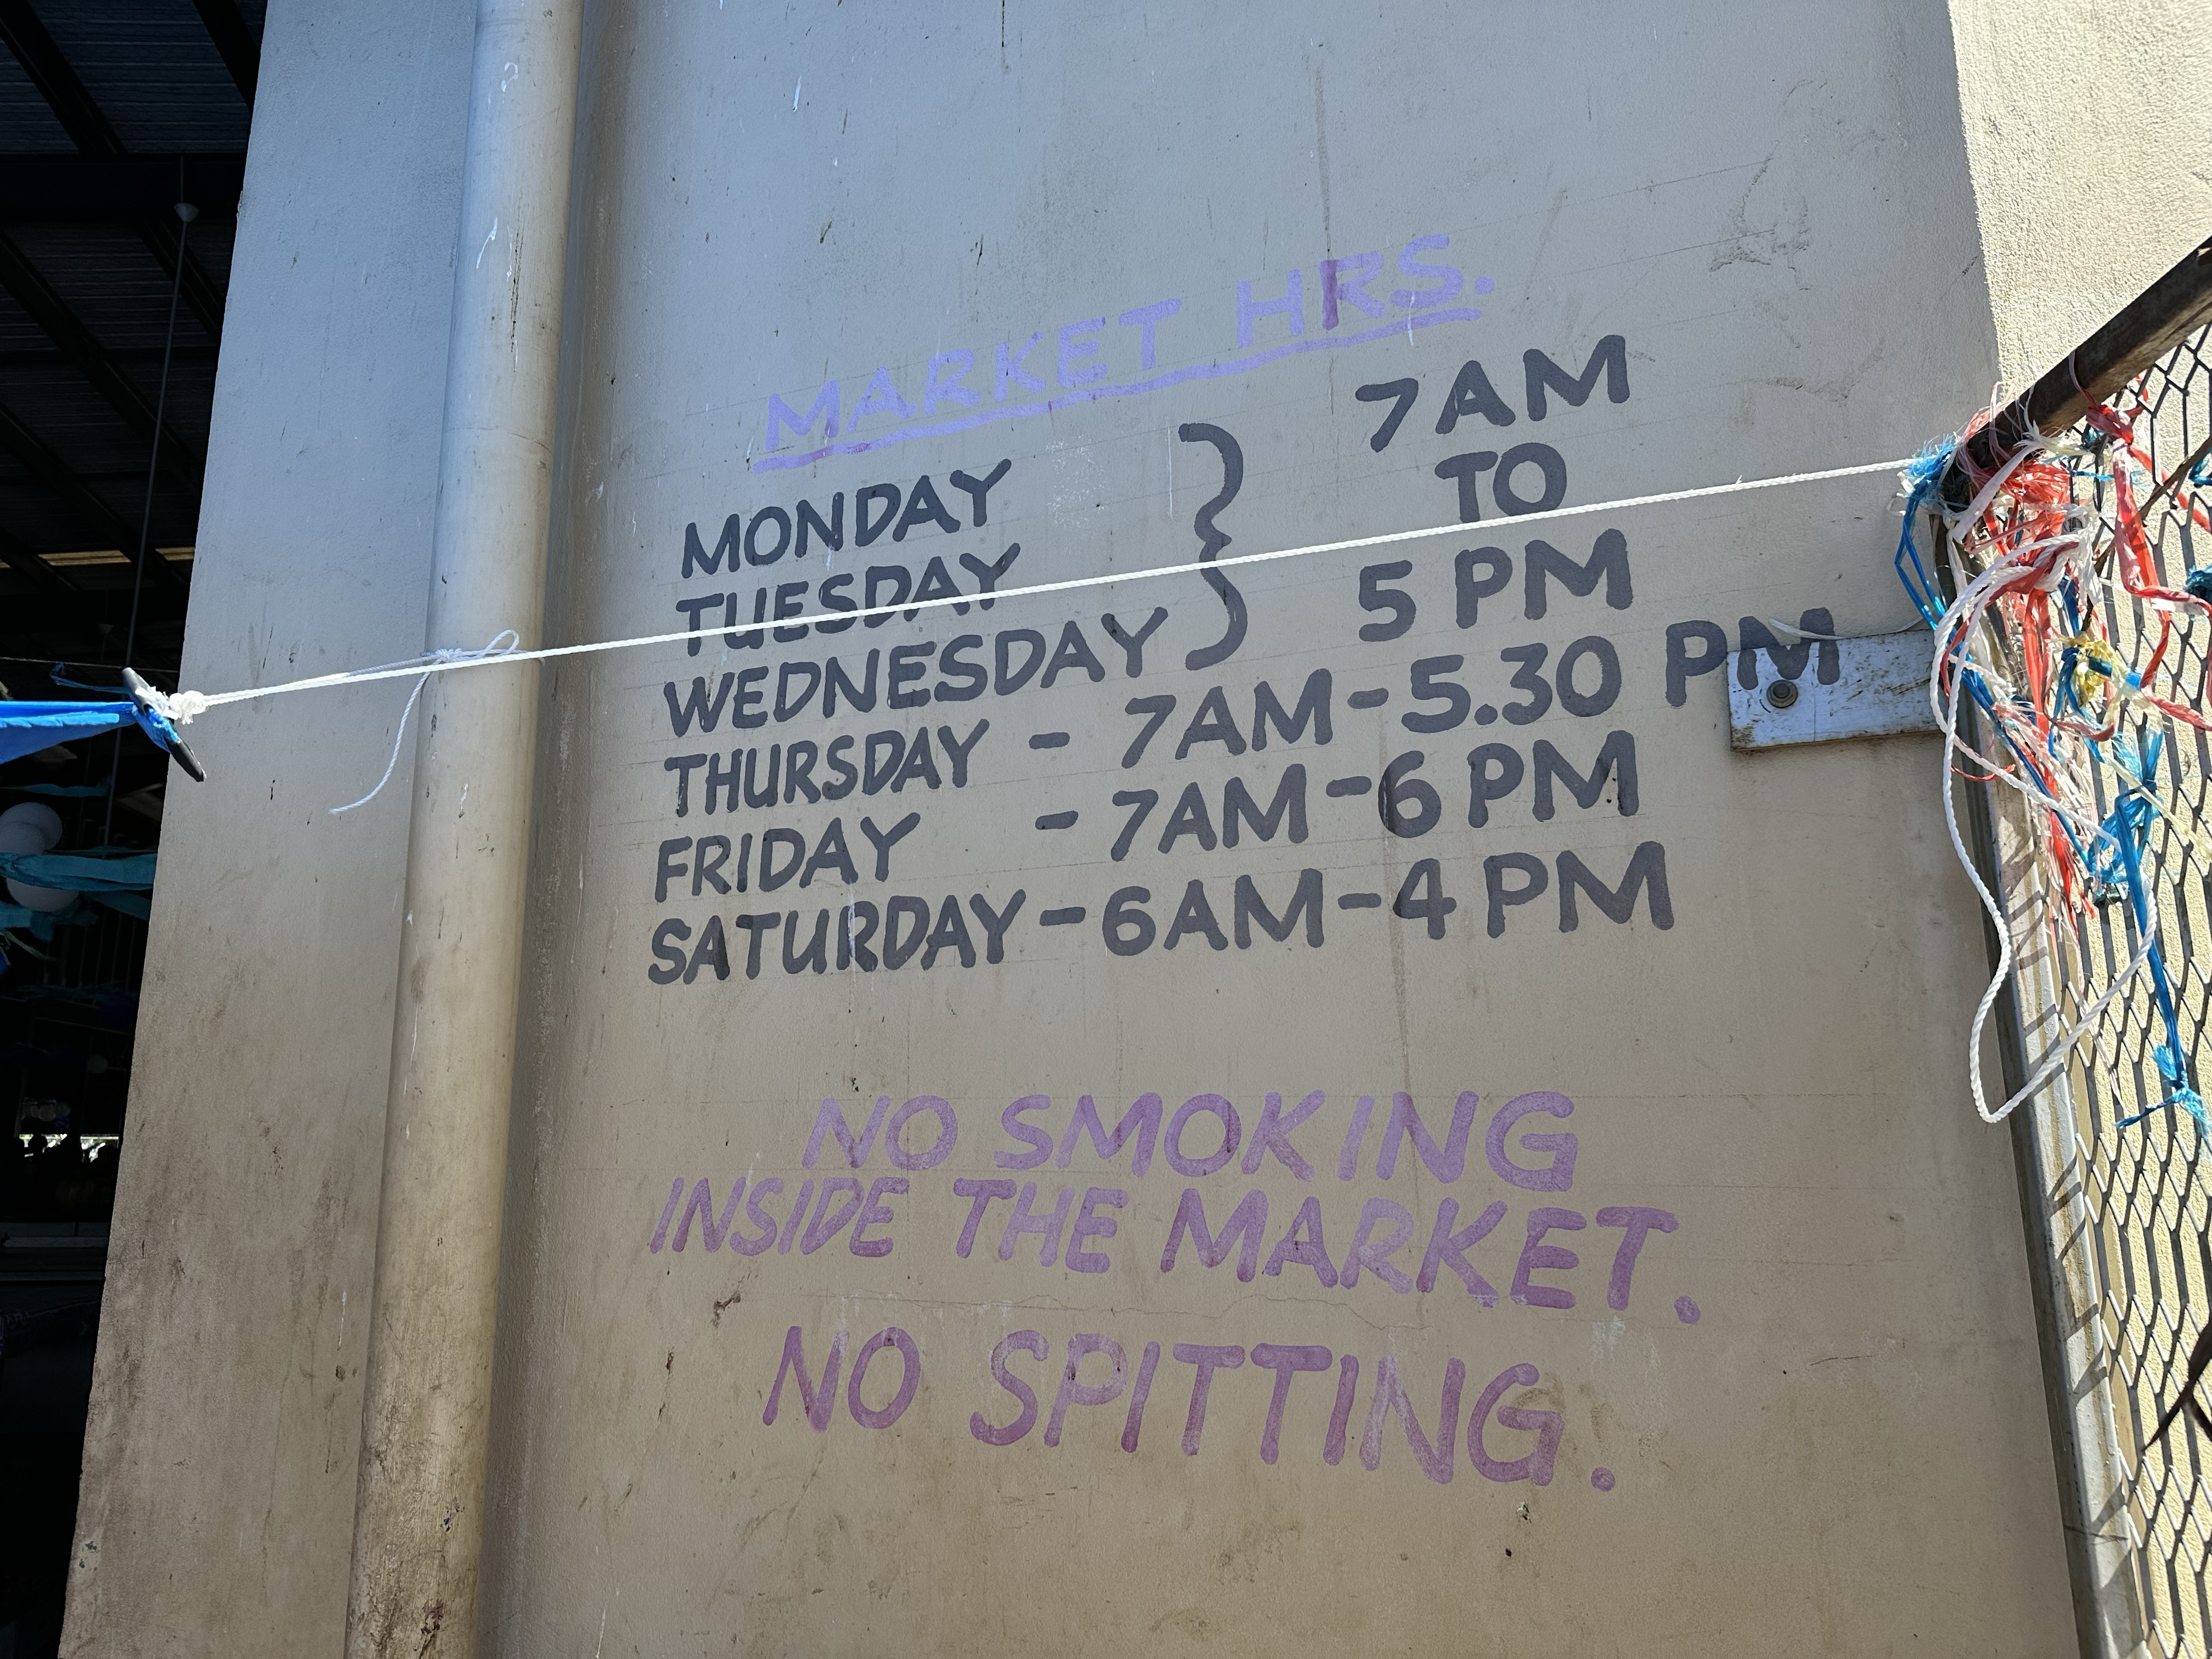 MARKET HRS.
MONDAY } 7AM
TUESDAY TO
WEDNESDAY 5 PM
THURSDAY - 7AM-5.30 PM
FRIDAY - 7AM-6 PM
SATURDAY-6AM-4 PM
NO SMOKING
INSIDE THE MARKET.
NO SPITTING.